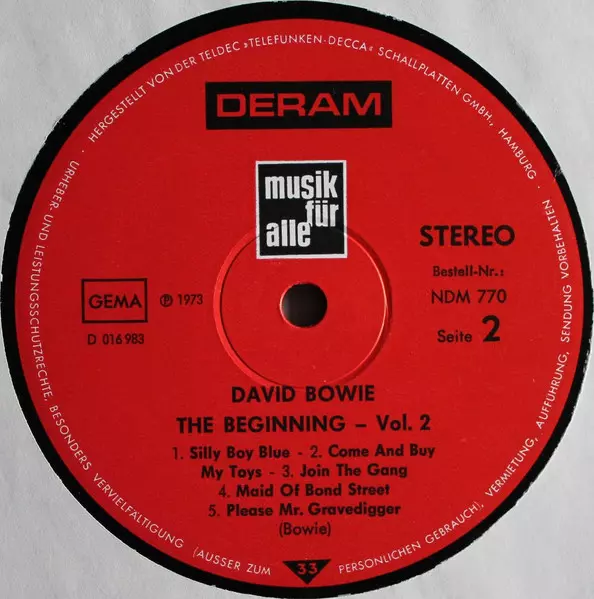 · HERGESTELLT VON DER TELDEC »TELEFUNKEN-DECCA« SCHALLPLATTEN GMBH., HAMBURG ·
URHEBER- UND LEISTUNGSSCHUTZRECHTE, BESONDERS VERVIELFÄLTIGUNG (AUSSER ZUM PERSÖNLICHEN GEBRAUCH), VERMIETUNG, AUFFÜHRUNG, SENDUNG VORBEHALTEN ·
DERAM
musik
für
alle
STEREO
Bestell-Nr.:
NDM 770
Seite 2
GEMA
℗ 1973
D 016 983
DAVID BOWIE
THE BEGINNING – Vol. 2
1. Silly Boy Blue - 2. Come And Buy
My Toys - 3. Join The Gang
4. Maid Of Bond Street
5. Please Mr. Gravedigger
(Bowie)
33